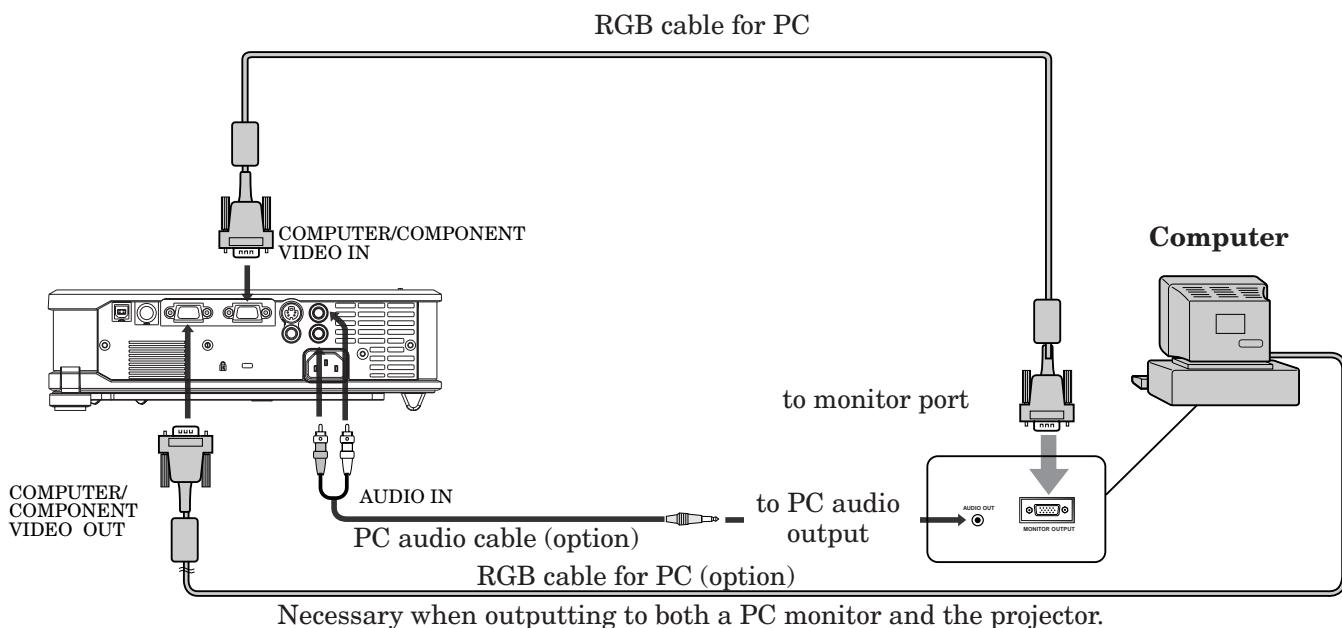 RGB cable for PC
COMPUTER/COMPONENT
VIDEO IN
Computer
to monitor port
COMPUTER/
COMPONENT
VIDEO OUT
AUDIO IN
PC audio cable (option)
to PC audio
output
AUDIO OUT
MONITOR OUTPUT
RGB cable for PC (option)
Necessary when outputting to both a PC monitor and the projector.